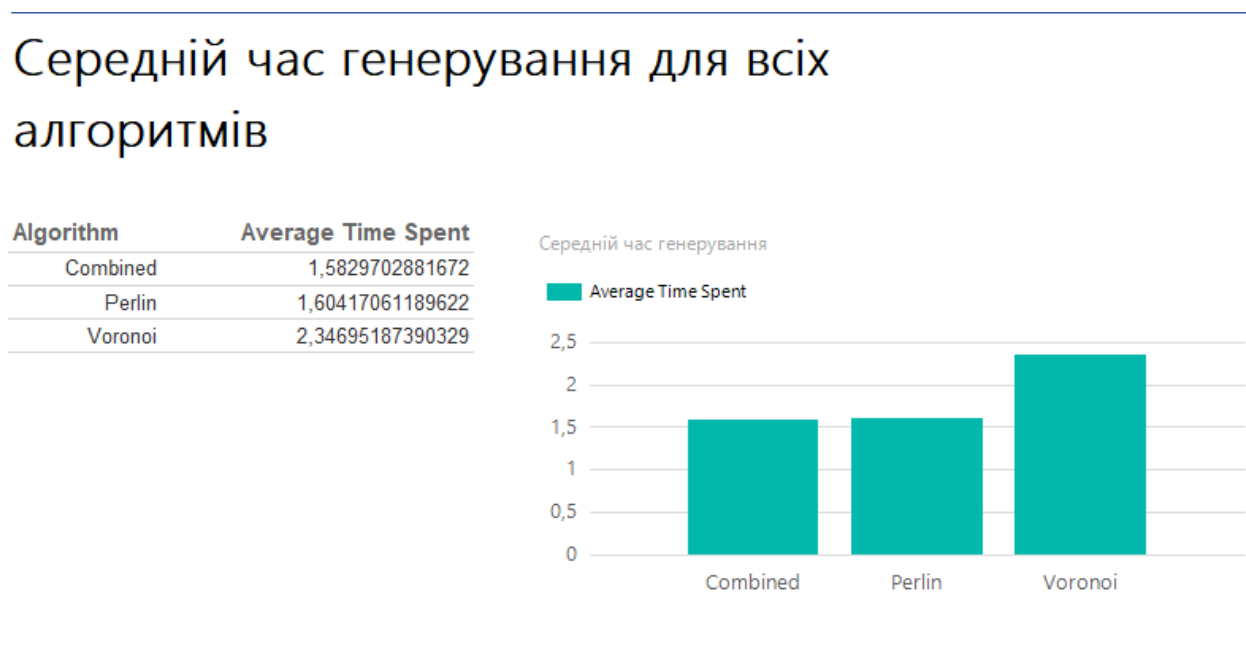 Середній час генерування для всіх
алгоритмів
Algorithm Average Time Spent
Combined 1,5829702881672
Perlin 1,60417061189622
Voronoi 2,34695187390329
Середній час генерування
Average Time Spent
2,5
2
1,5
1
0,5
0
Combined Perlin Voronoi